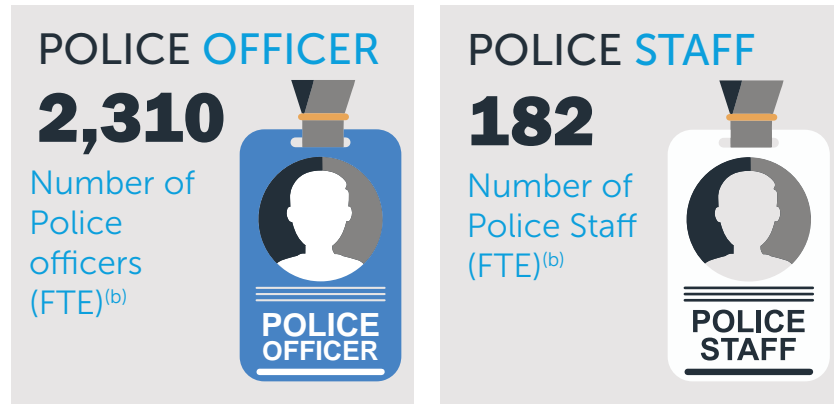 POLICE OFFICER
2,310
Number of
Police
officers
(FTE)(b)
POLICE
OFFICER
POLICE STAFF
182
Number of
Police Staff
(FTE)(b)
POLICE
STAFF